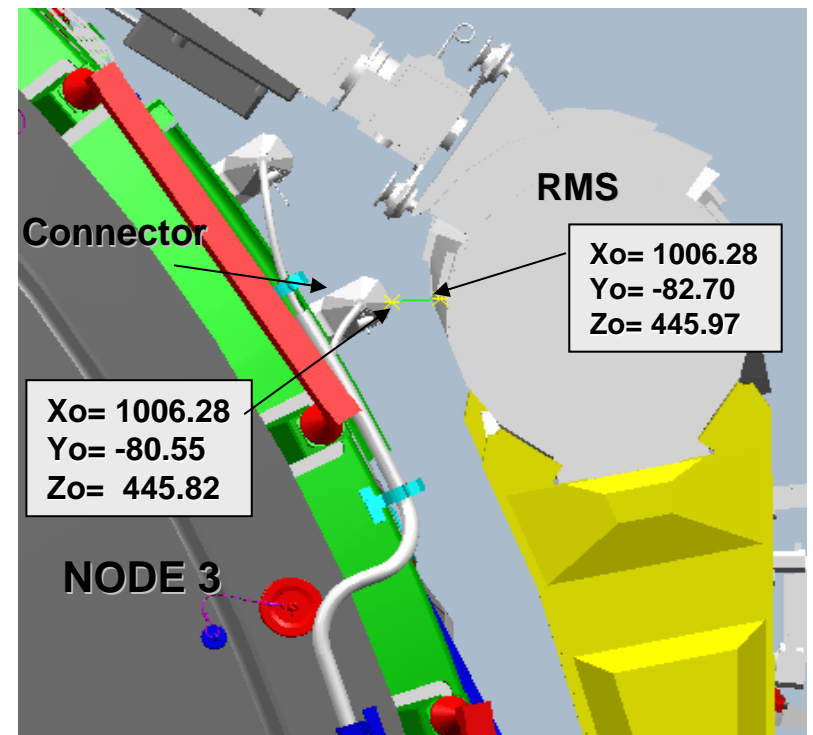 RMS
Connector
Xo= 1006.28
Yo= -82.70
Zo= 445.97
Xo= 1006.28
Yo= -80.55
Zo=  445.82
NODE 3